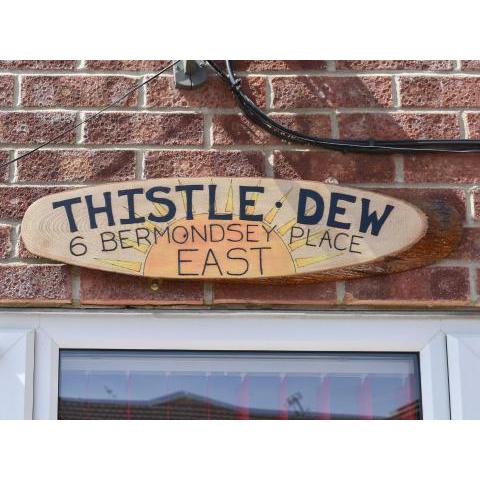 THISTLE · DEW
6 BERMONDSEY PLACE
EAST